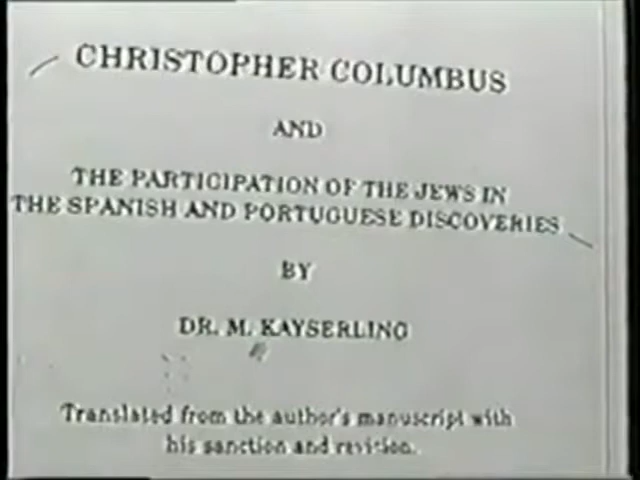 CHRISTOPHER COLUMBUS
AND
THE PARTICIPATION OF THE JEWS IN
THE SPANISH AND PORTUGUESE DISCOVERIES
BY
DR. M. KAYSERLING
Translated from the author's manuscript with
his sanction and revision.